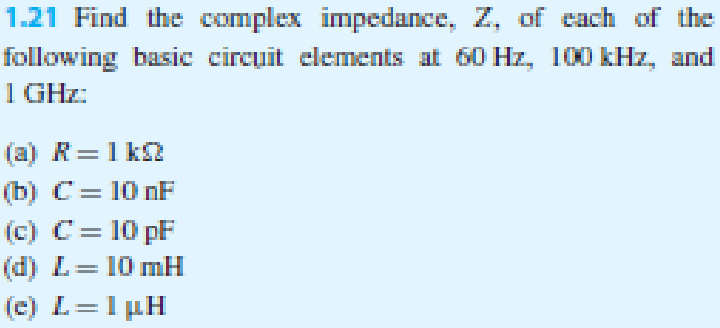 1.21 Find the complex impedance, Z, of each of the
following basic circuit elements at 60 Hz, 100 kHz, and
1 GHz:
(a) R = 1 kΩ
(b) C = 10 nF
(c) C = 10 pF
(d) L = 10 mH
(e) L = 1 μH